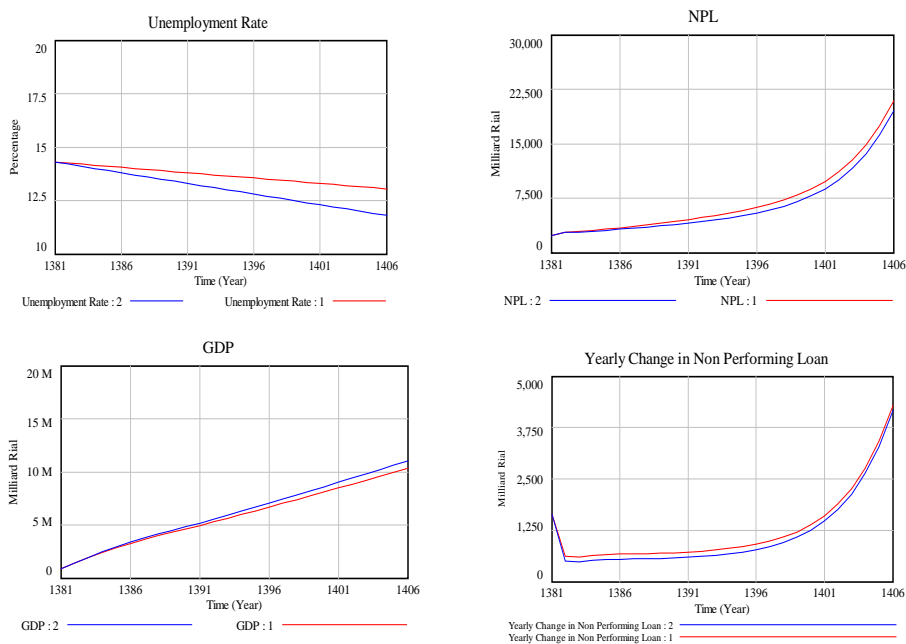 Unemployment Rate
20
17.5
15
12.5
10
Percentage
1381 1386 1391 1396 1401 1406
Time (Year)
Unemployment Rate : 2 Unemployment Rate : 1
NPL
30,000
22,500
15,000
7,500
0
Milliard Rial
1381 1386 1391 1396 1401 1406
Time (Year)
NPL : 2 NPL : 1
GDP
20 M
15 M
10 M
5 M
0
Milliard Rial
1381 1386 1391 1396 1401 1406
Time (Year)
GDP : 2 GDP : 1
Yearly Change in Non Performing Loan
5,000
3,750
2,500
1,250
0
Milliard Rial
1381 1386 1391 1396 1401 1406
Time (Year)
Yearly Change in Non Performing Loan : 2
Yearly Change in Non Performing Loan : 1